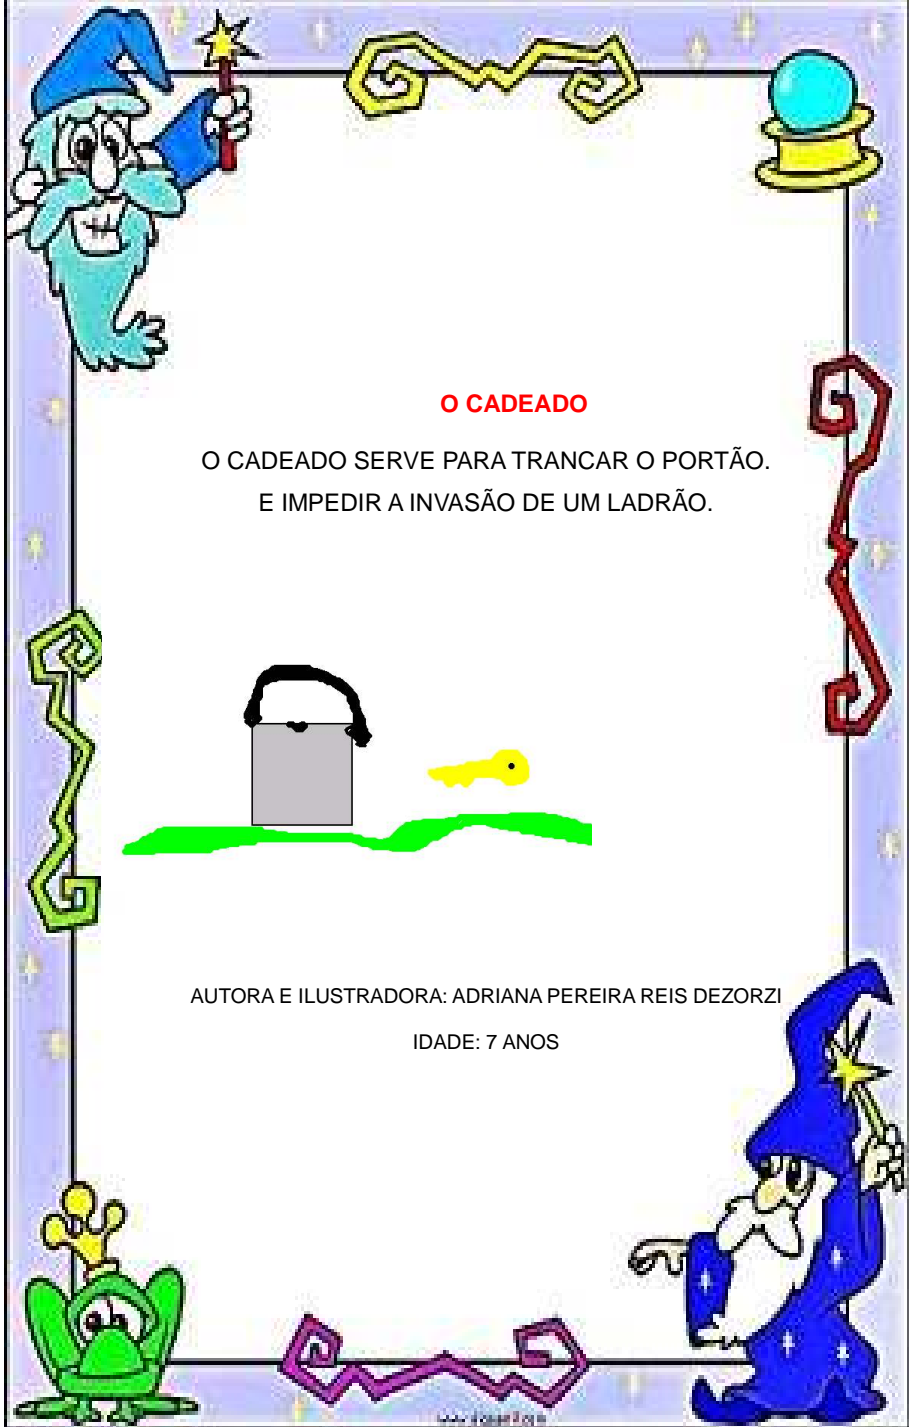 O CADEADO
O CADEADO SERVE PARA TRANCAR O PORTÃO.
E IMPEDIR A INVASÃO DE UM LADRÃO.
AUTORA E ILUSTRADORA: ADRIANA PEREIRA REIS DEZORZI
IDADE: 7 ANOS